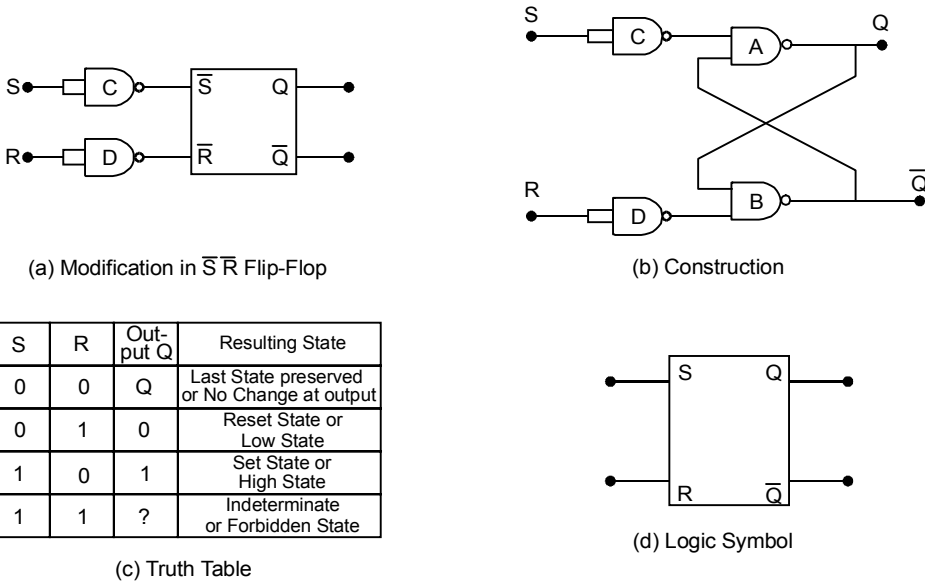 S C S̅ Q
R D R̅ Q̅
(a) Modification in S̅ R̅ Flip-Flop
S C A Q
R D B Q̅
(b) Construction
S R Out-
put Q Resulting State
0 0 Q Last State preserved
or No Change at output
0 1 0 Reset State or
Low State
1 0 1 Set State or
High State
1 1 ? Indeterminate
or Forbidden State
(c) Truth Table
S Q
R Q̅
(d) Logic Symbol